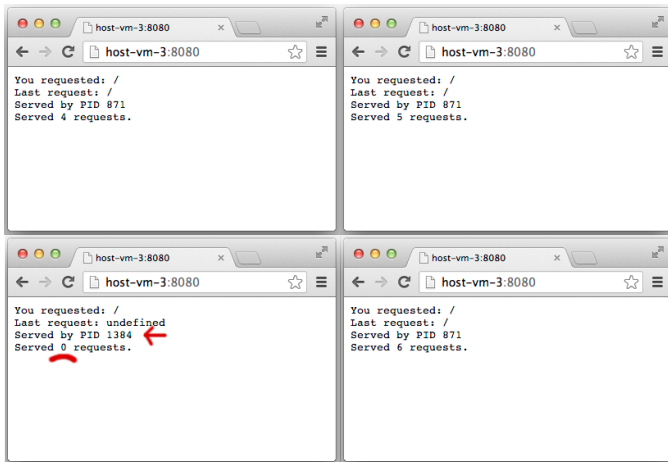 host-vm-3:8080
host-vm-3:8080
You requested: /
Last request: /
Served by PID 871
Served 4 requests.
host-vm-3:8080
host-vm-3:8080
You requested: /
Last request: /
Served by PID 871
Served 5 requests.
host-vm-3:8080
host-vm-3:8080
You requested: /
Last request: undefined
Served by PID 1384
Served 0 requests.
host-vm-3:8080
host-vm-3:8080
You requested: /
Last request: /
Served by PID 871
Served 6 requests.